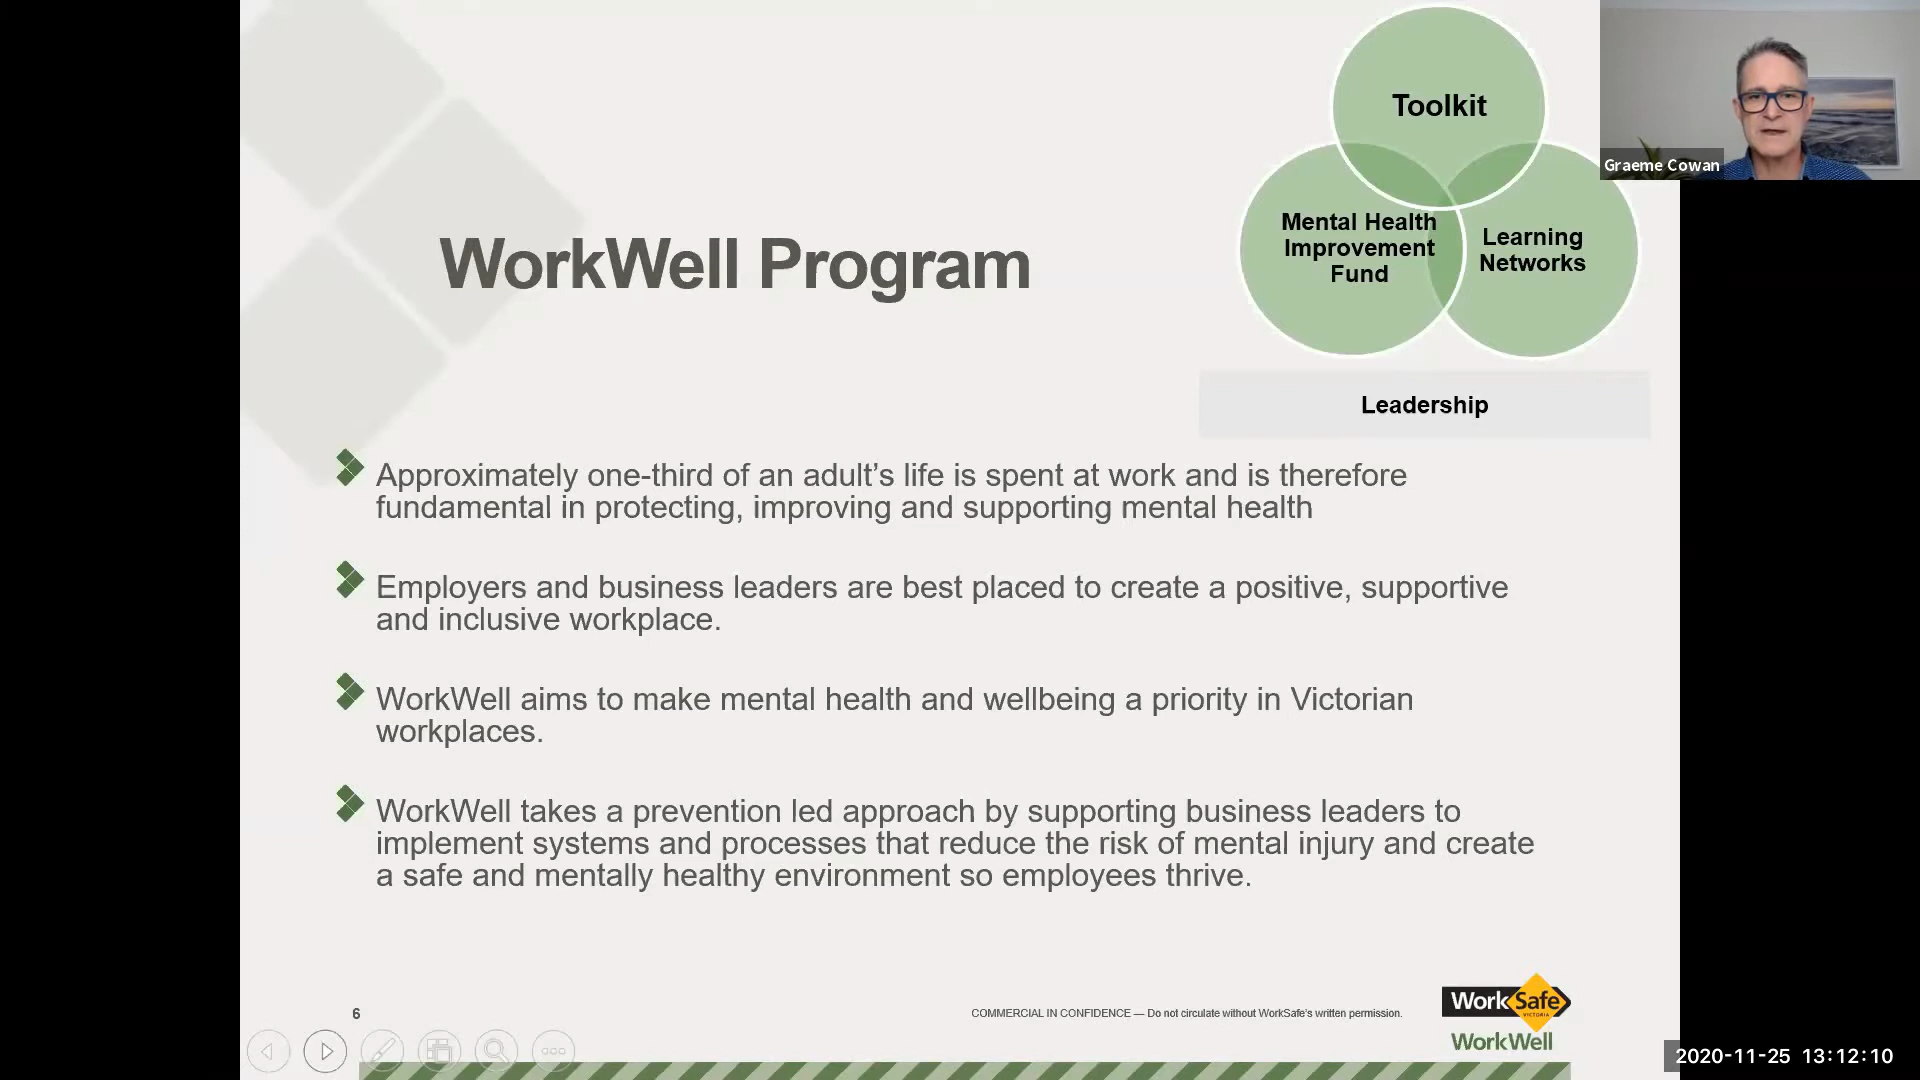 Toolkit
Graeme Cowan
Mental Health
Improvement
Fund
Learning
Networks
WorkWell Program
Leadership
Approximately one-third of an adult’s life is spent at work and is therefore
fundamental in protecting, improving and supporting mental health
Employers and business leaders are best placed to create a positive, supportive
and inclusive workplace.
WorkWell aims to make mental health and wellbeing a priority in Victorian
workplaces.
WorkWell takes a prevention led approach by supporting business leaders to
implement systems and processes that reduce the risk of mental injury and create
a safe and mentally healthy environment so employees thrive.
6
COMMERCIAL IN CONFIDENCE — Do not circulate without WorkSafe's written permission.
WorkSafe
VICTORIA
WorkWell
2020-11-25 13:12:10